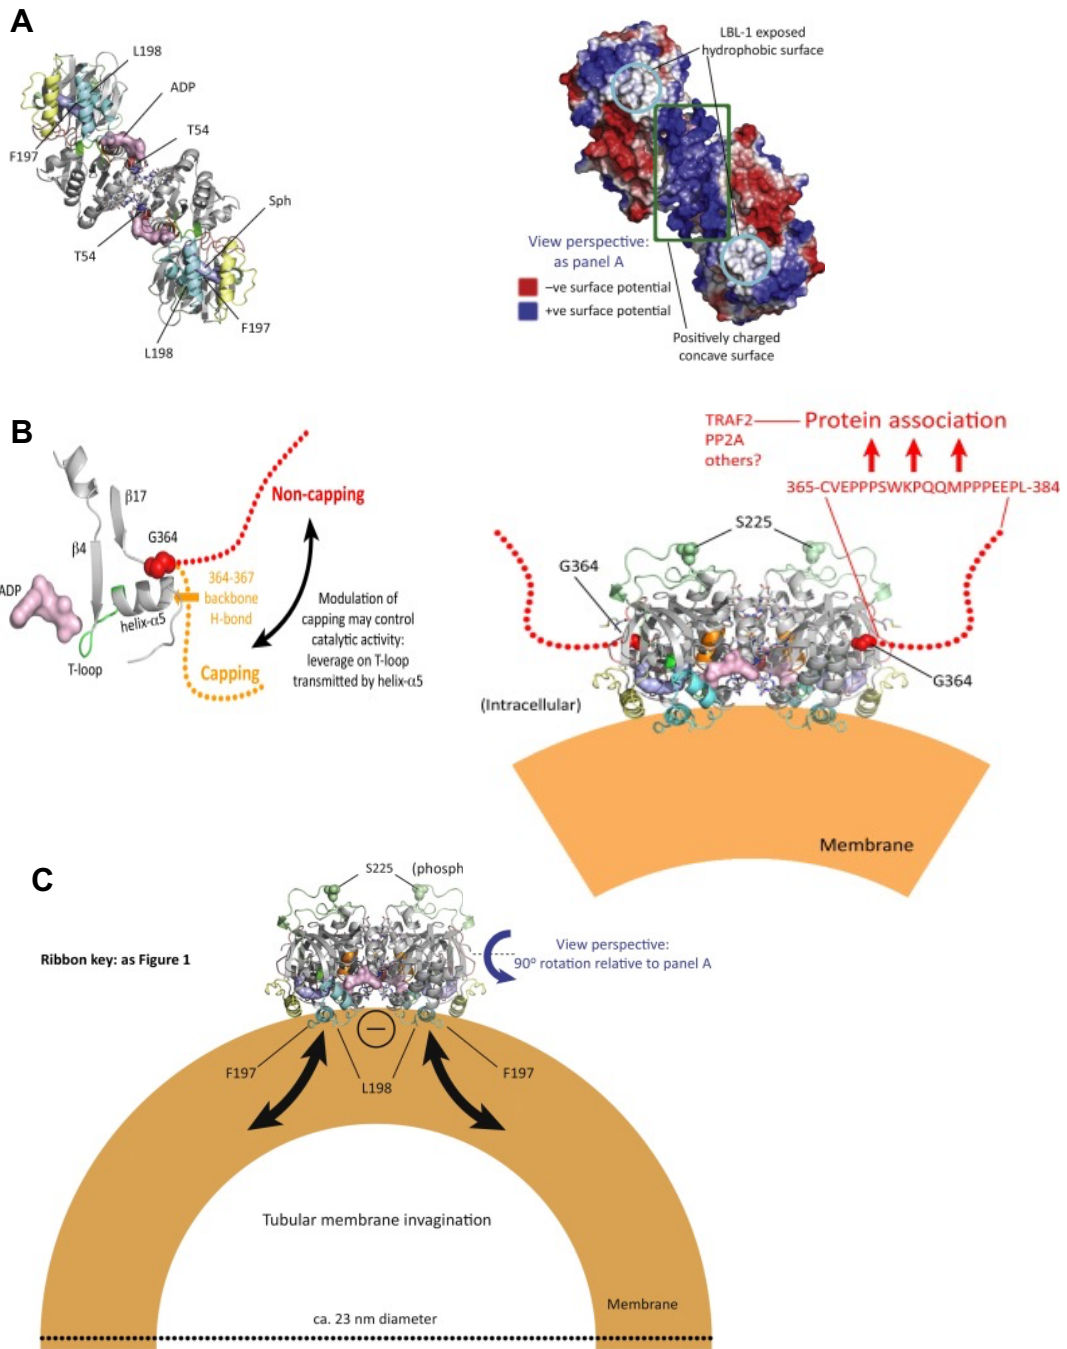 A
L198
ADP
T54
F197
Sph
T54
F197
L198
LBL-1 exposed
hydrophobic surface
View perspective:
as panel A
–ve surface potential
+ve surface potential
Positively charged
concave surface
B
β17
Non-capping
G364
β4
ADP
364-367
backbone
H-bond
helix-α5
T-loop
Capping
Modulation of
capping may control
catalytic activity:
leverage on T-loop
transmitted by helix-α5
TRAF2
PP2A
others?
Protein association
365-CVEPPPSWKPQQMPPPEEPL-384
S225
G364
G364
(Intracellular)
Membrane
C
S225 (phosph
Ribbon key: as Figure 1
View perspective:
90º rotation relative to panel A
F197
L198
F197
Tubular membrane invagination
Membrane
ca. 23 nm diameter